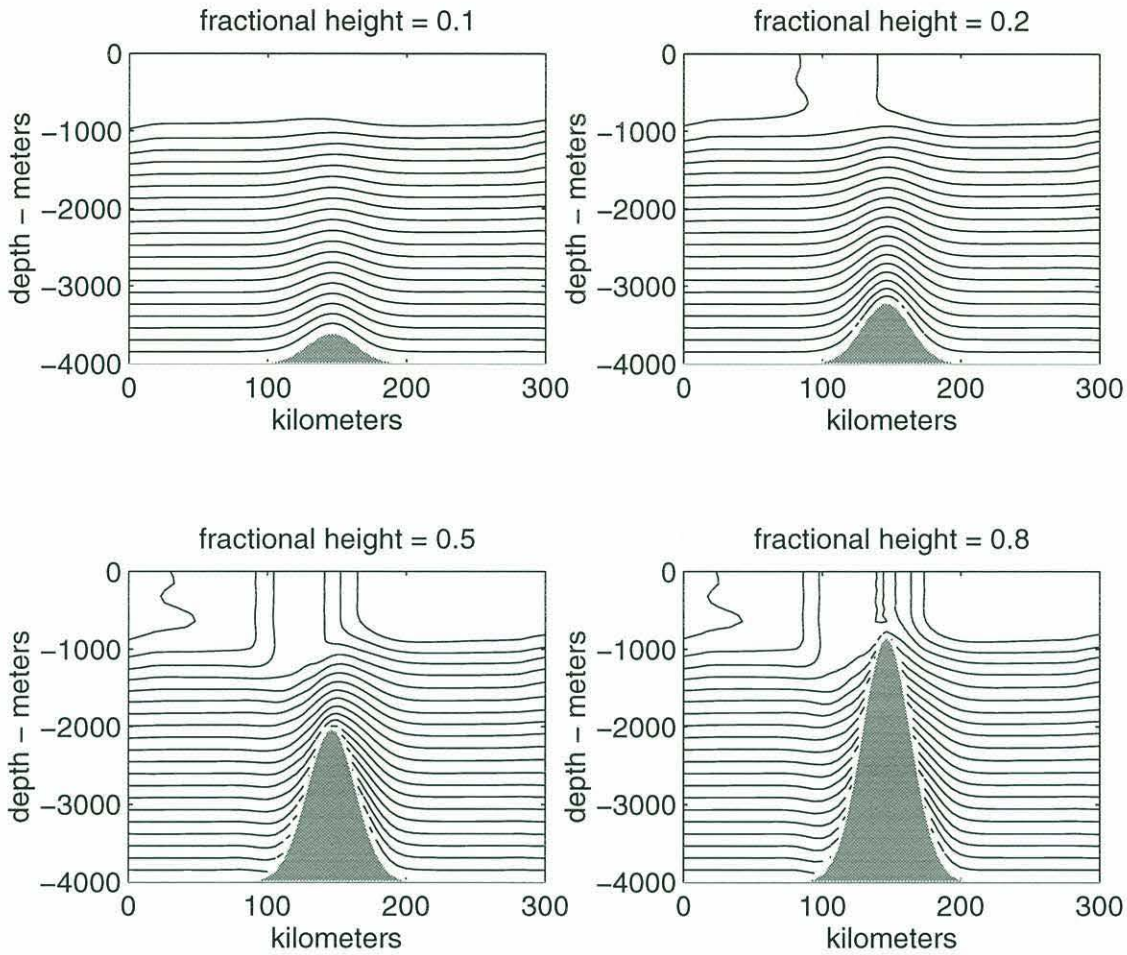 fractional height = 0.1
0
−1000
−2000
−3000
−4000
depth − meters
0 100 200 300
kilometers
fractional height = 0.2
0
−1000
−2000
−3000
−4000
depth − meters
0 100 200 300
kilometers
fractional height = 0.5
0
−1000
−2000
−3000
−4000
depth − meters
0 100 200 300
kilometers
fractional height = 0.8
0
−1000
−2000
−3000
−4000
depth − meters
0 100 200 300
kilometers